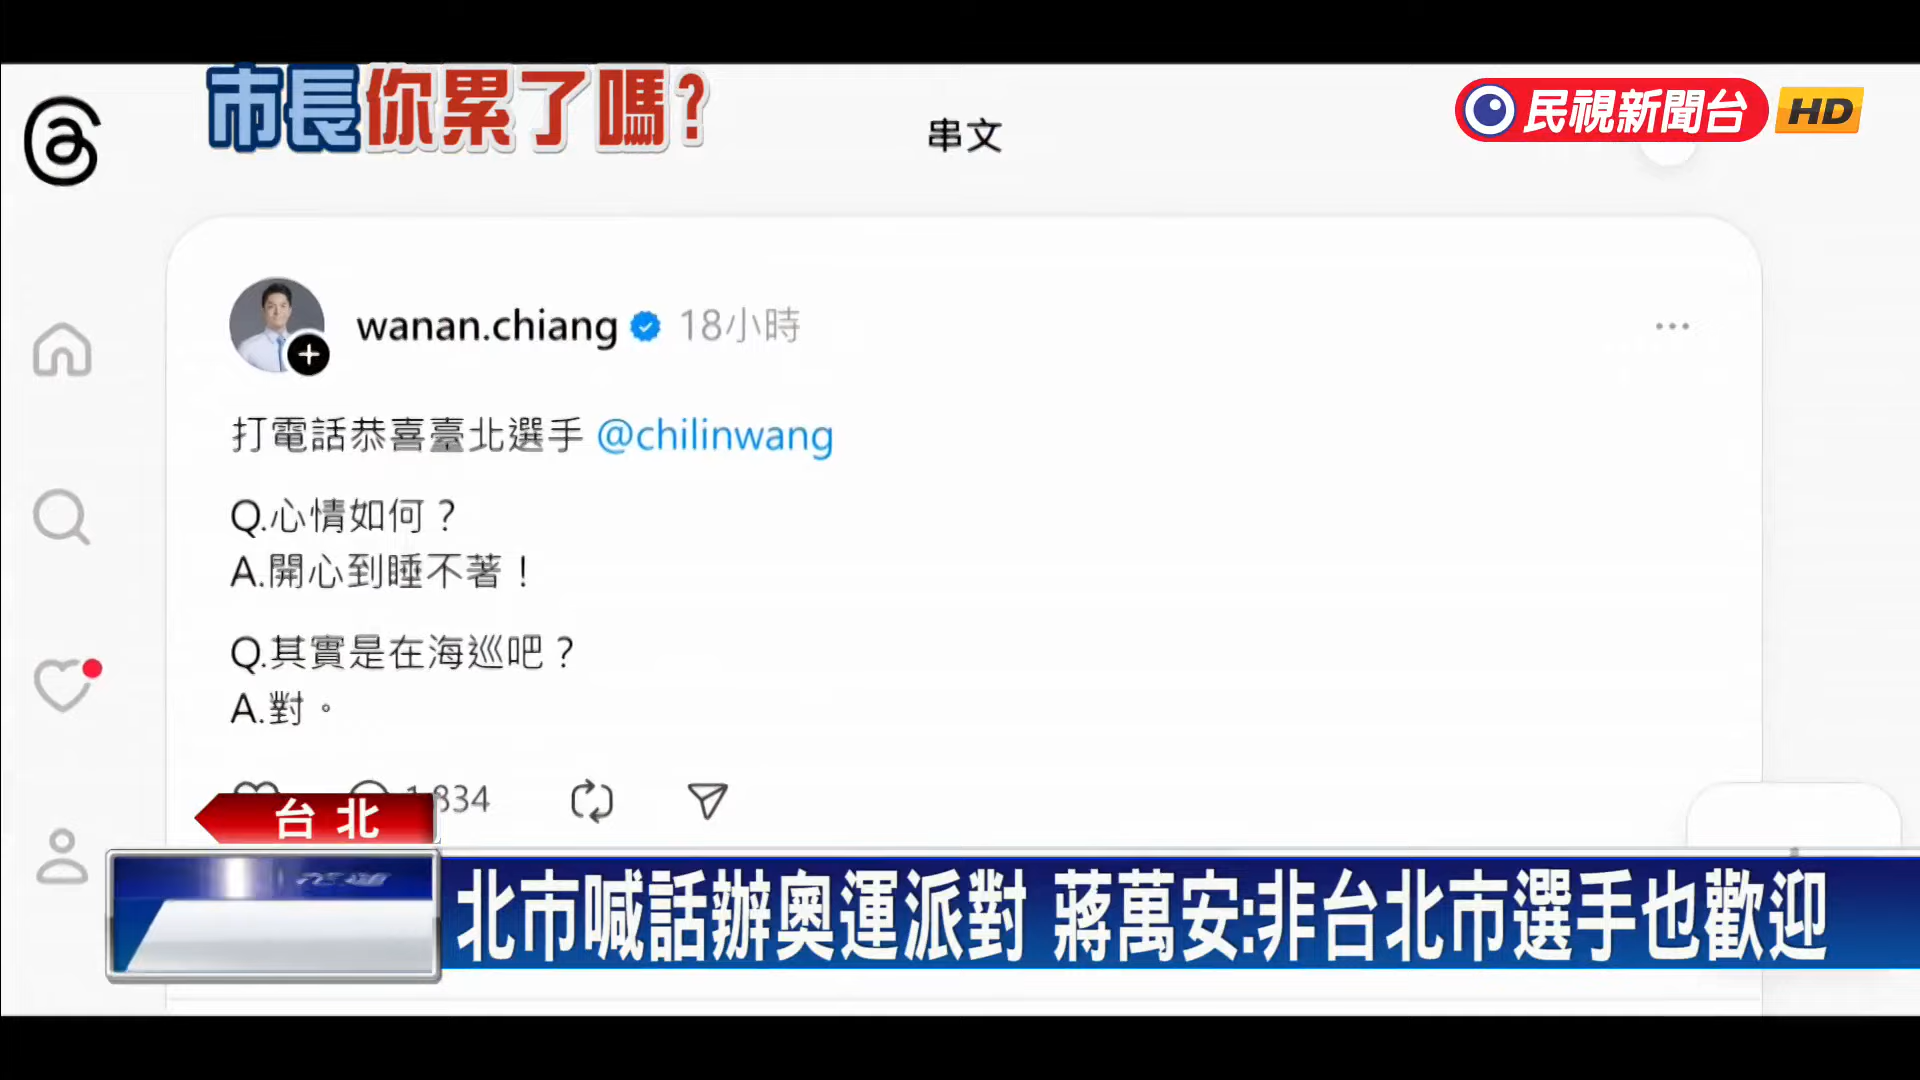 市長你累了嗎?
串文
民視新聞台 HD
wanan.chiang 18小時
打電話恭喜臺北選手 @chilinwang
Q.心情如何？
A.開心到睡不著！
Q.其實是在海巡吧？
A.對。
1,834
台北
北市喊話辦奧運派對 蔣萬安:非台北市選手也歡迎